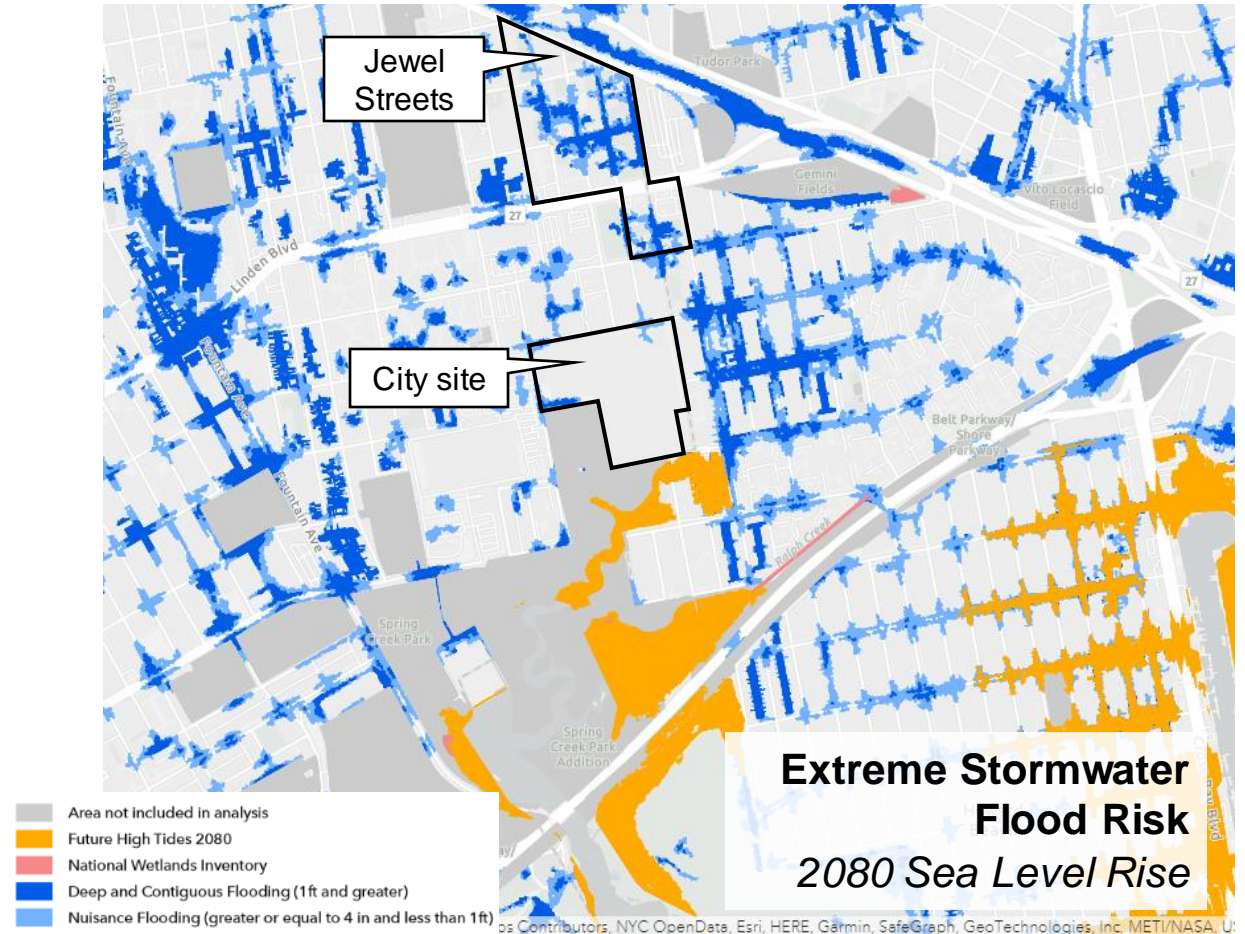 Jewel
Streets
Tudor Park
Fountain Ave
Gemini
Fields
Vito Locascio
Field
27
Linden Blvd
27
City site
Fountain Ave
Belt Parkway/
Shore
Parkway
Fountain Ave
Ralph Creek
Spring
Creek Park
Spring
Creek Park
Addition
Extreme Stormwater
Flood Risk
2080 Sea Level Rise
Area not included in analysis
Future High Tides 2080
National Wetlands Inventory
Deep and Contiguous Flooding (1ft and greater)
Nuisance Flooding (greater or equal to 4 in and less than 1ft)
Contributors, NYC OpenData, Esri, HERE, Garmin, SafeGraph, GeoTechnologies, Inc, METI/NASA,